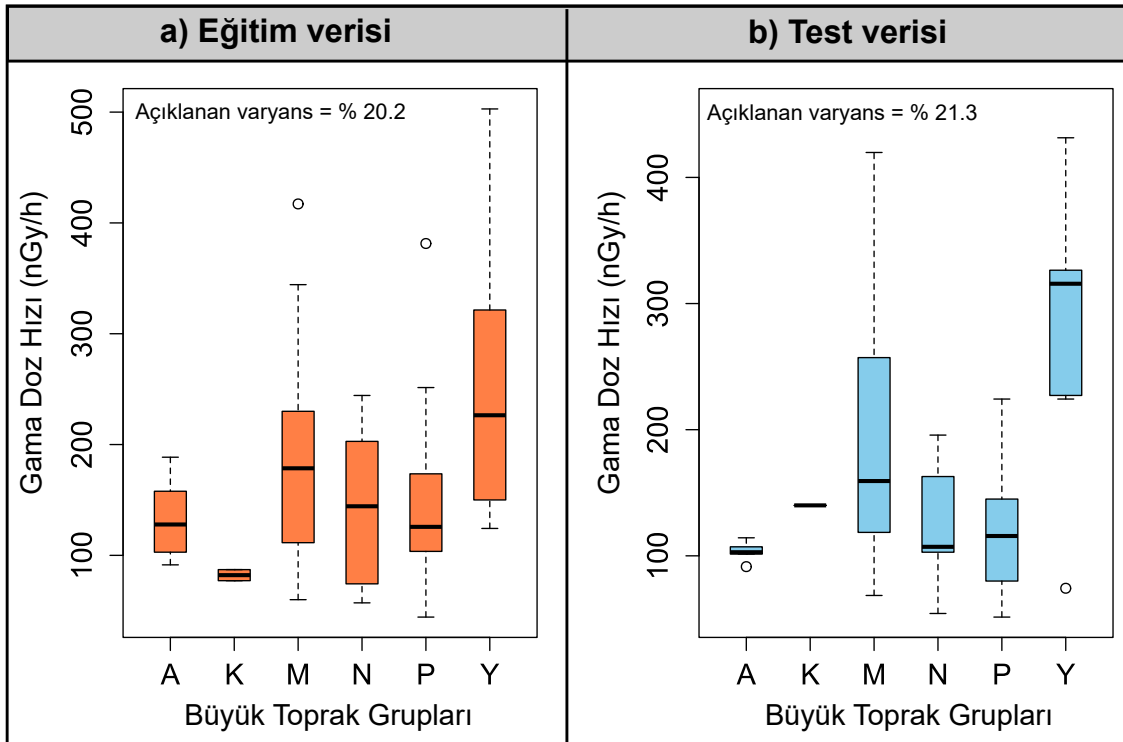 a) Eğitim verisi
Açıklanan varyans = % 20.2
500
400
300
200
100
Gama Doz Hızı (nGy/h)
A K M N P Y
Büyük Toprak Grupları
b) Test verisi
Açıklanan varyans = % 21.3
400
300
200
100
Gama Doz Hızı (nGy/h)
A K M N P Y
Büyük Toprak Grupları